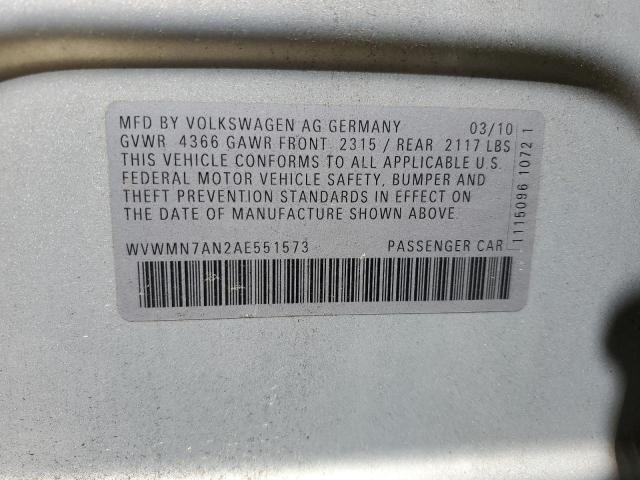 MFD BY VOLKSWAGEN AG GERMANY 03/10
GVWR 4366 GAWR FRONT 2315 / REAR 2117 LBS
THIS VEHICLE CONFORMS TO ALL APPLICABLE U.S.
FEDERAL MOTOR VEHICLE SAFETY, BUMPER AND
THEFT PREVENTION STANDARDS IN EFFECT ON
THE DATE OF MANUFACTURE SHOWN ABOVE.
WVWMN7AN2AE551573 PASSENGER CAR
1115096 1072 1